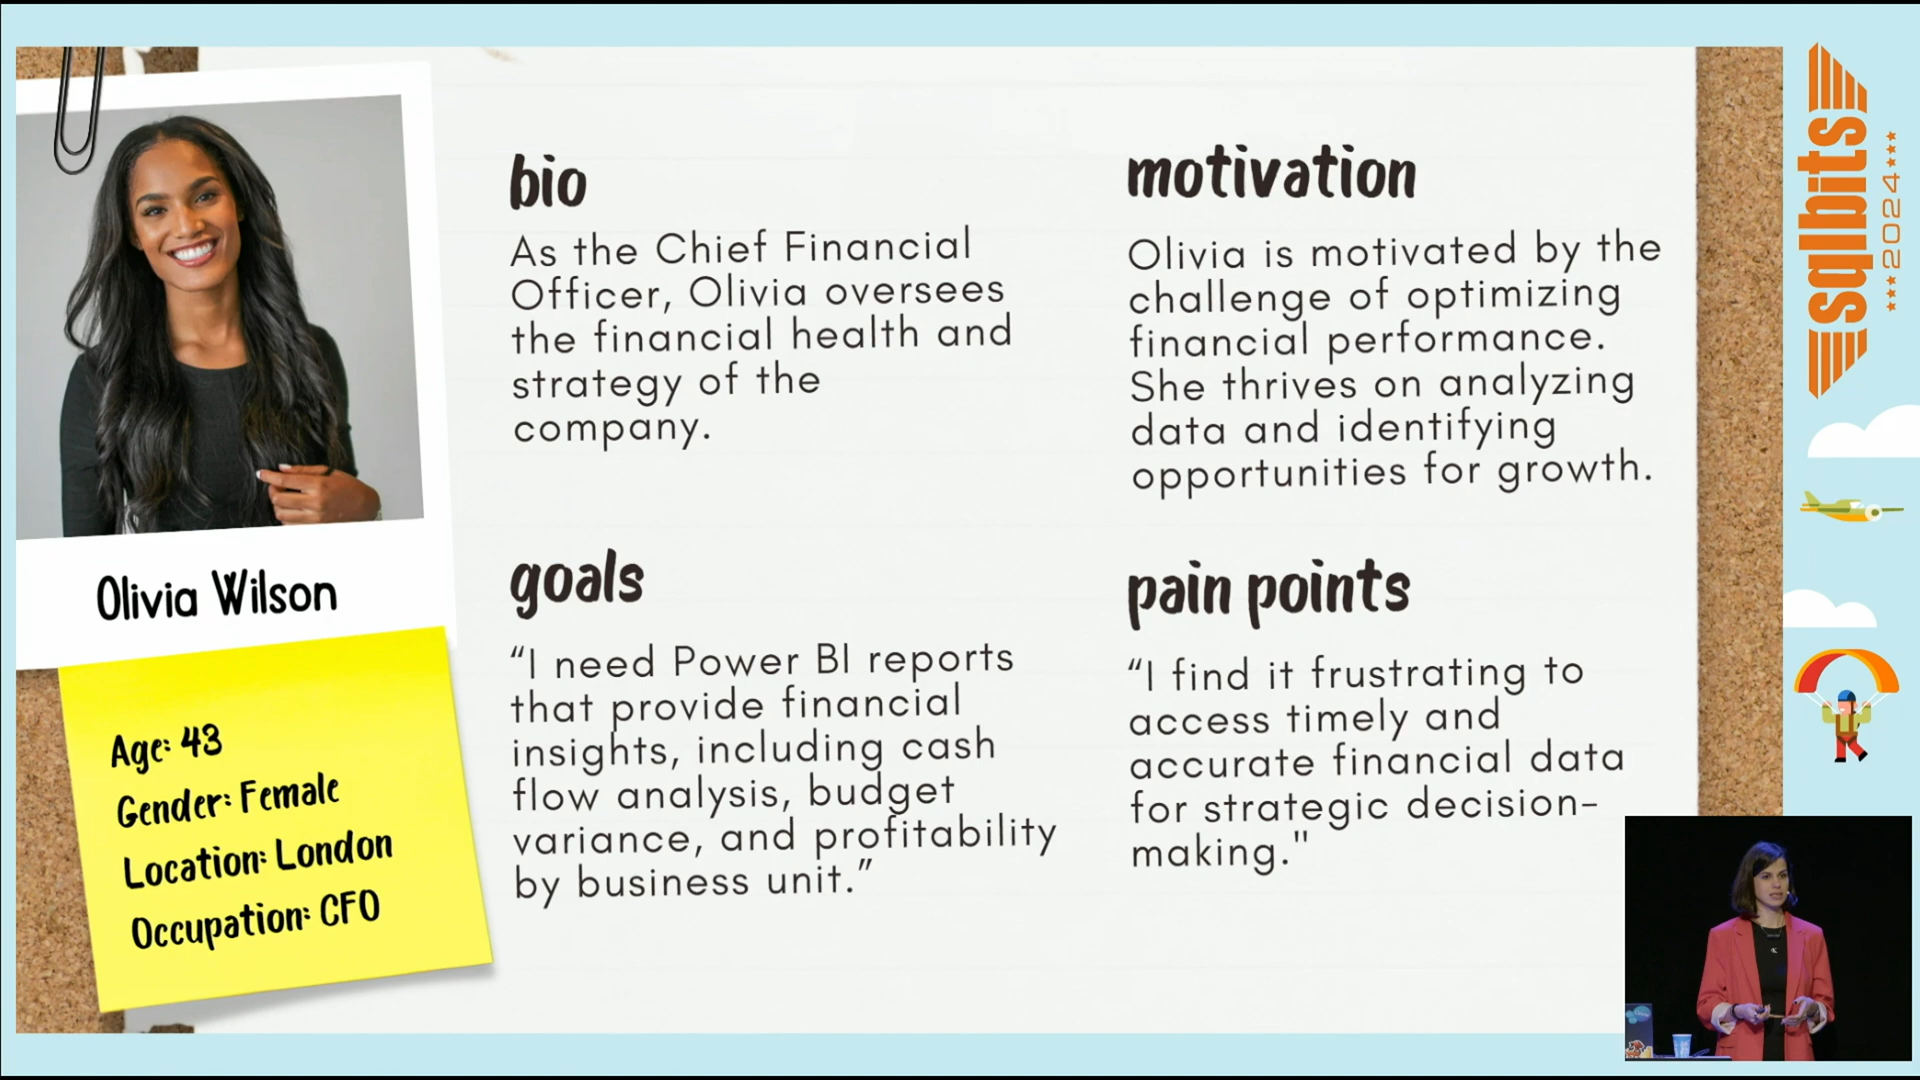 bio
As the Chief Financial
Officer, Olivia oversees
the financial health and
strategy of the
company.
motivation
Olivia is motivated by the
challenge of optimizing
financial performance.
She thrives on analyzing
data and identifying
opportunities for growth.
Olivia Wilson
Age: 43
Gender: Female
Location: London
Occupation: CFO
goals
“I need Power BI reports
that provide financial
insights, including cash
flow analysis, budget
variance, and profitability
by business unit.”
pain points
“I find it frustrating to
access timely and
accurate financial data
for strategic decision-
making."
sqlbits
2024